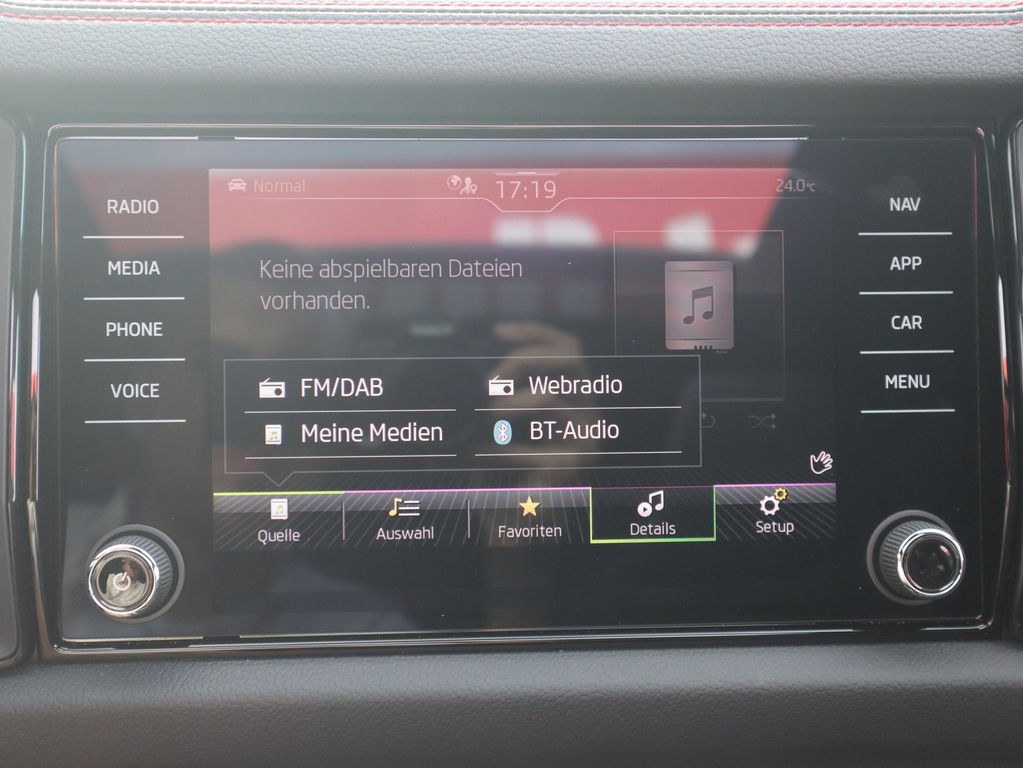 Normal
17:19
24.0°C
RADIO
MEDIA
PHONE
VOICE
NAV
APP
CAR
MENU
Keine abspielbaren Dateien
vorhanden.
FM/DAB
Webradio
Meine Medien
BT-Audio
Quelle
Auswahl
Favoriten
Details
Setup